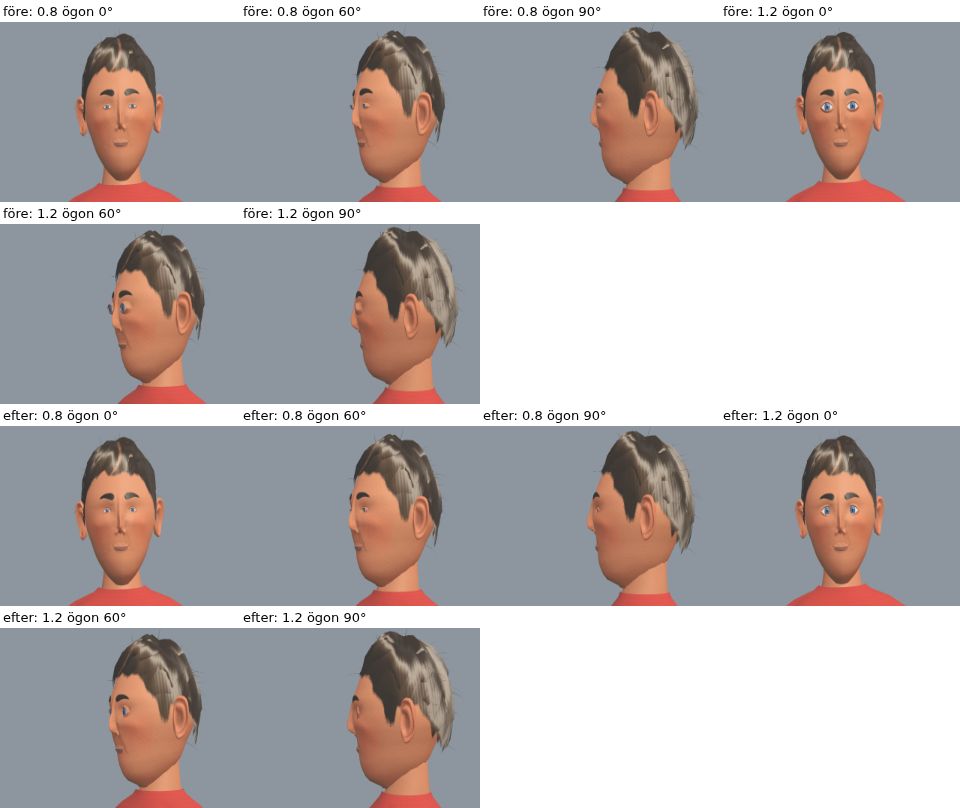 före: 0.8 ögon 0°
före: 0.8 ögon 60°
före: 0.8 ögon 90°
före: 1.2 ögon 0°
före: 1.2 ögon 60°
före: 1.2 ögon 90°
efter: 0.8 ögon 0°
efter: 0.8 ögon 60°
efter: 0.8 ögon 90°
efter: 1.2 ögon 0°
efter: 1.2 ögon 60°
efter: 1.2 ögon 90°